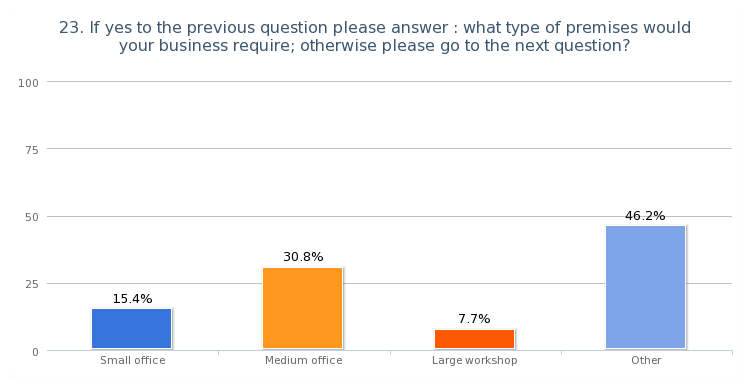 23. If yes to the previous question please answer : what type of premises would
your business require; otherwise please go to the next question?
100
75
50
25
0
15.4%
30.8%
7.7%
46.2%
Small office
Medium office
Large workshop
Other